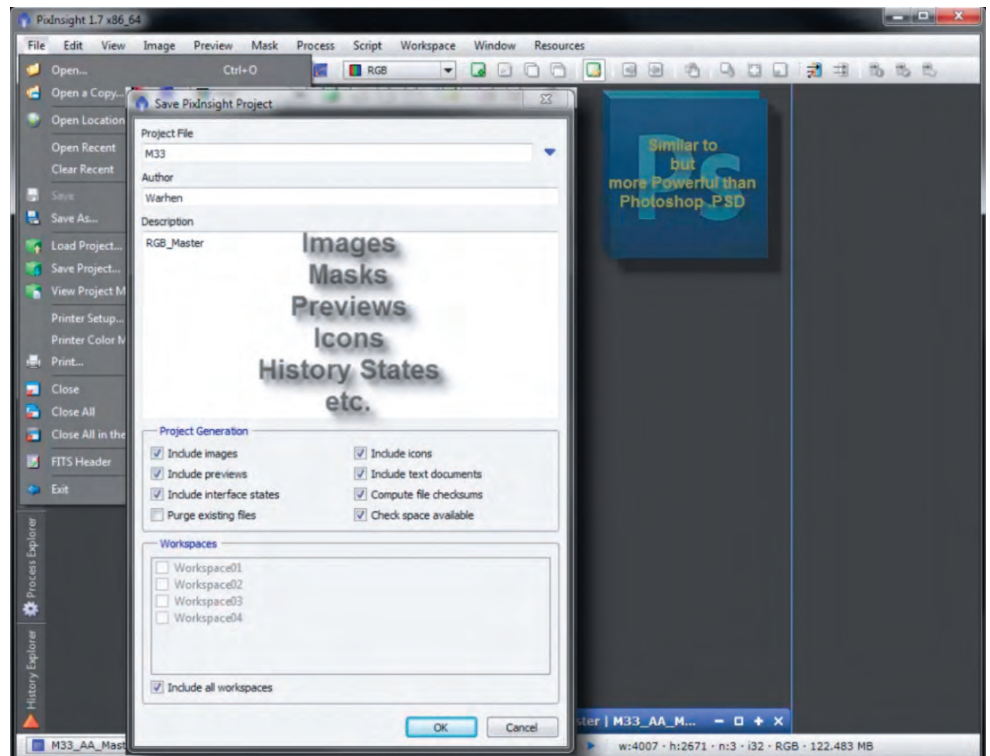 PixInsight 1.7 x86_64
File Edit View Image Preview Mask Process Script Workspace Window Resources
Open... Ctrl+O
RGB
Open a Copy...
Open Location
Open Recent
Clear Recent
Save
Save As...
Load Project...
Save Project...
View Project M
Printer Setup...
Printer Color M
Print...
Close
Close All
Close All in the
FITS Header
Exit
Process Explorer
History Explorer
Save PixInsight Project
Project File
M33
Author
Warhen
Description
RGB_Master
Images
Masks
Previews
Icons
History States
etc.
Project Generation
Include images Include icons
Include previews Include text documents
Include interface states Compute file checksums
Purge existing files Check space available
Workspaces
Workspace01
Workspace02
Workspace03
Workspace04
Include all workspaces
OK Cancel
Ps
Similar to
but
more Powerful than
Photoshop .PSD
ster | M33_AA_M...
M33_AA_Mast
w:4007 · h:2671 · n:3 · i32 · RGB · 122.483 MB